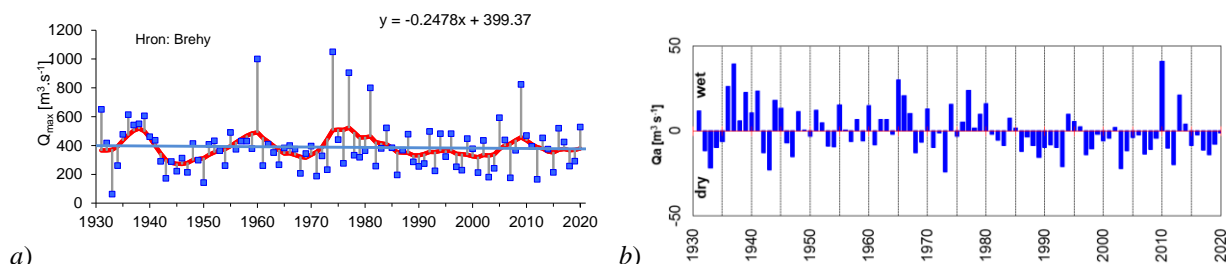 y = -0.2478x + 399.37
Hron: Brehy
Qmax [m³.s⁻¹]
1200
1000
800
600
400
200
0
1930 1940 1950 1960 1970 1980 1990 2000 2010 2020
a)
Qa [m³ s⁻¹]
wet
dry
50
0
-50
1930 1940 1950 1960 1970 1980 1990 2000 2010 2020
b)